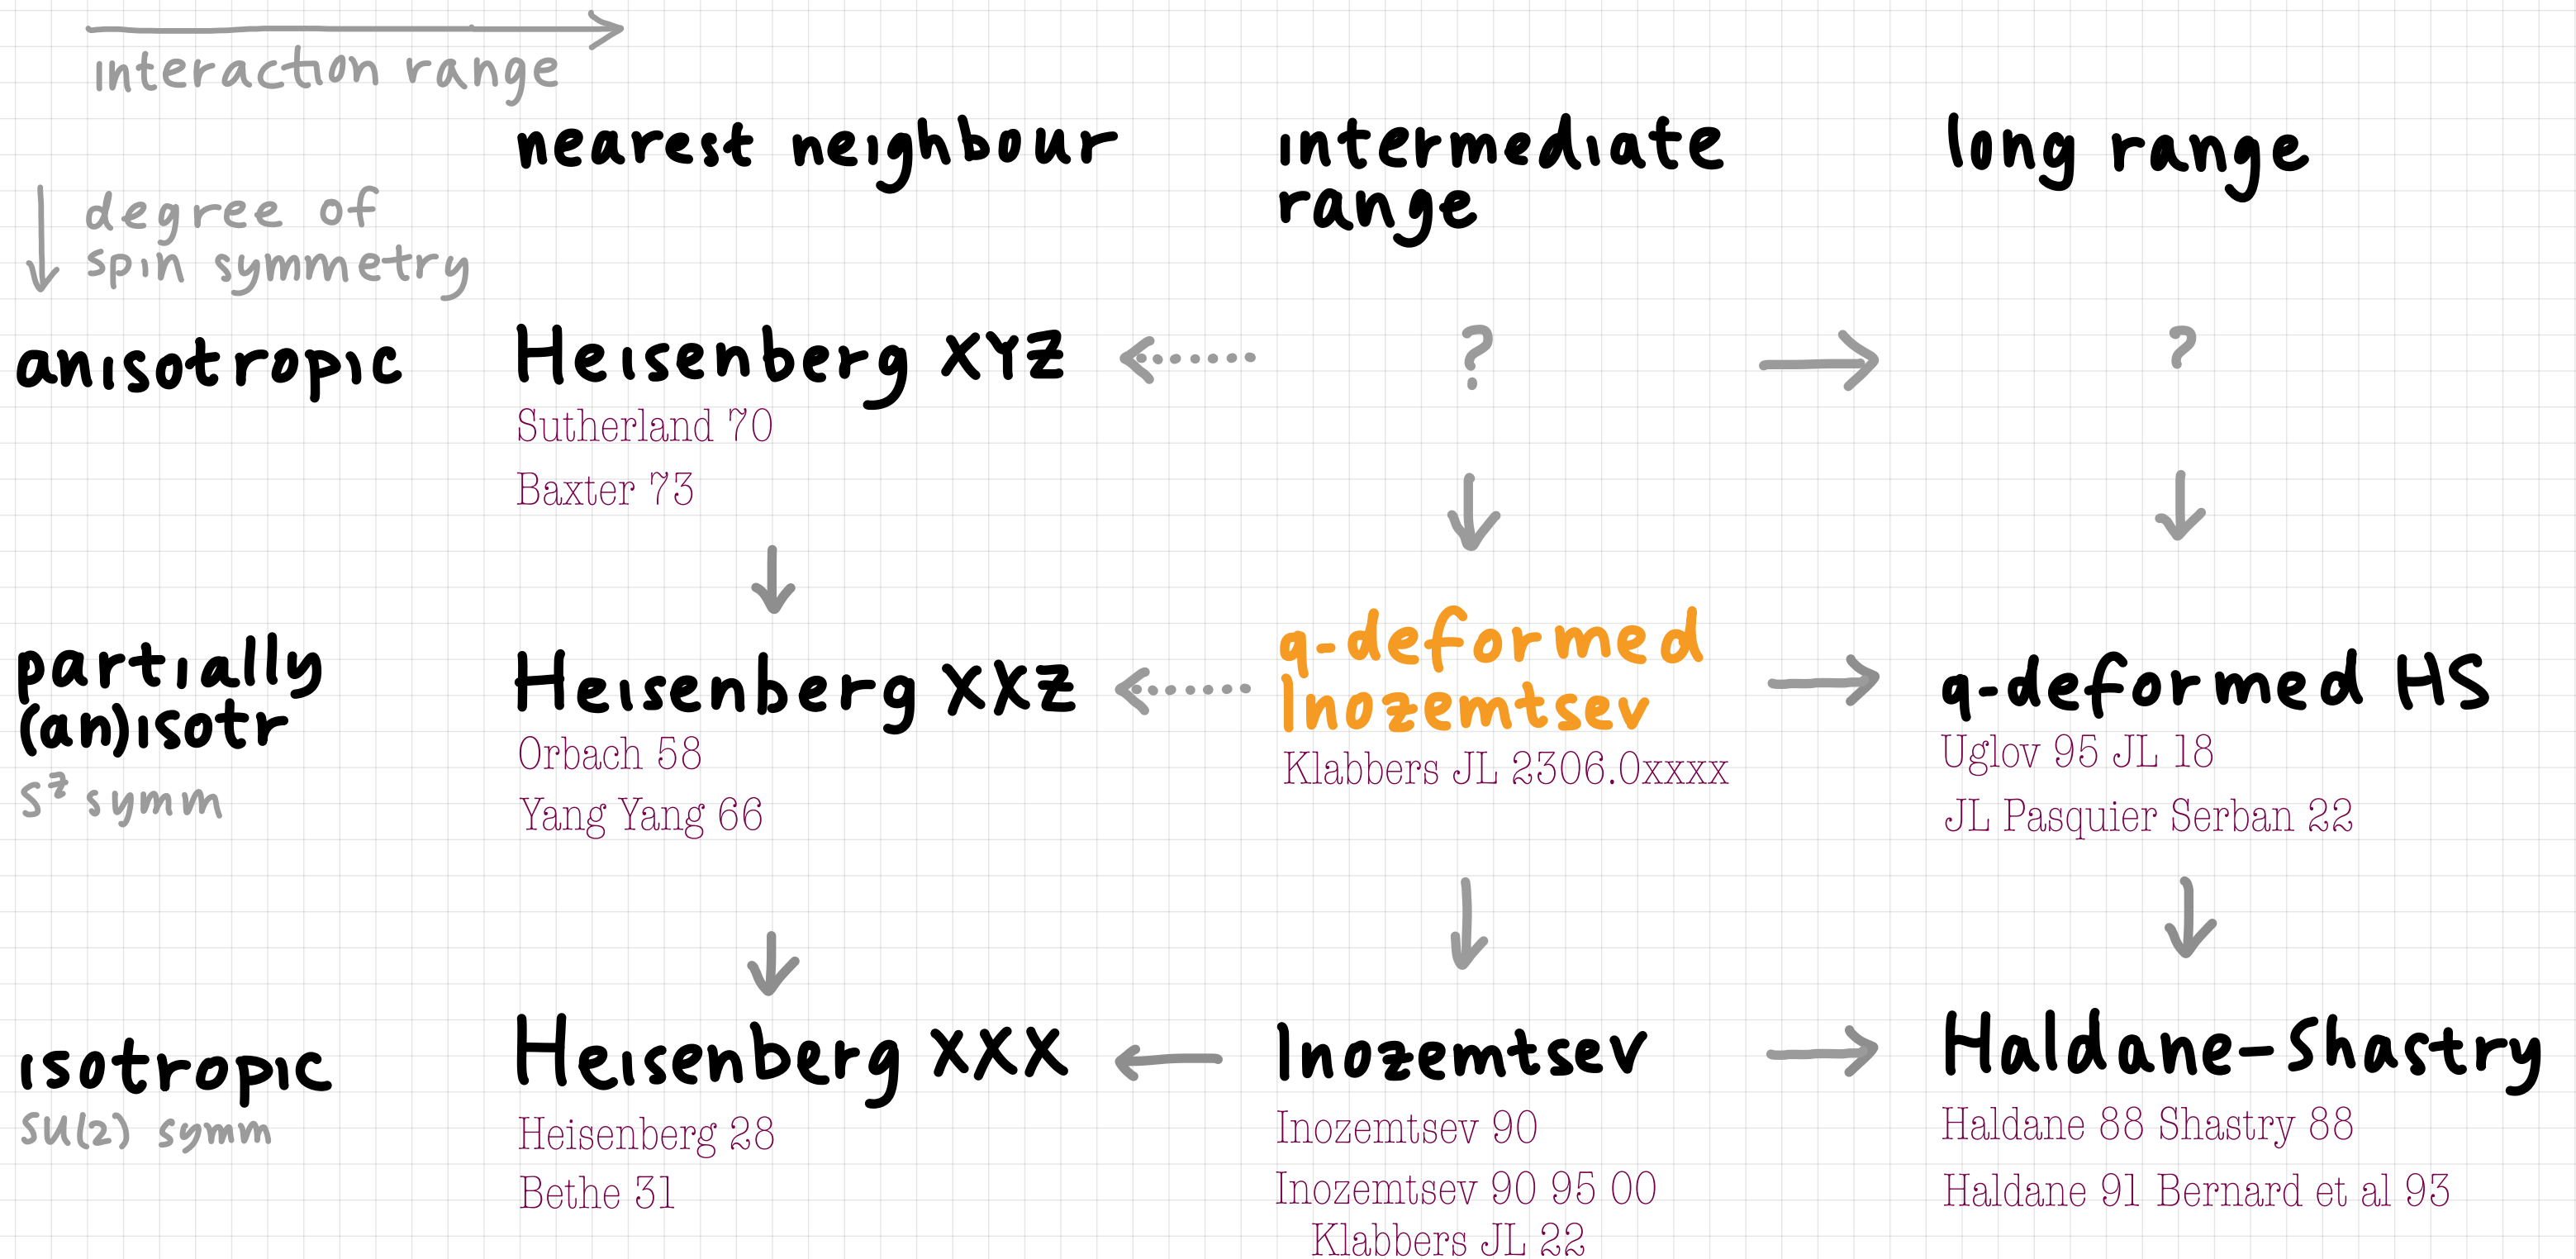 interaction range
nearest neighbour
intermediate
range
long range
degree of
spin symmetry
anisotropic
Heisenberg XYZ
?
?
Sutherland 70
Baxter 73
partially
(an)isotr
S^z symm
Heisenberg XXZ
Orbach 58
Yang Yang 66
q-deformed
Inozemtsev
Klabbers JL 2306.0xxxx
q-deformed HS
Uglov 95 JL 18
JL Pasquier Serban 22
isotropic
SU(2) symm
Heisenberg XXX
Heisenberg 28
Bethe 31
Inozemtsev
Inozemtsev 90
Inozemtsev 90 95 00
Klabbers JL 22
Haldane-Shastry
Haldane 88 Shastry 88
Haldane 91 Bernard et al 93